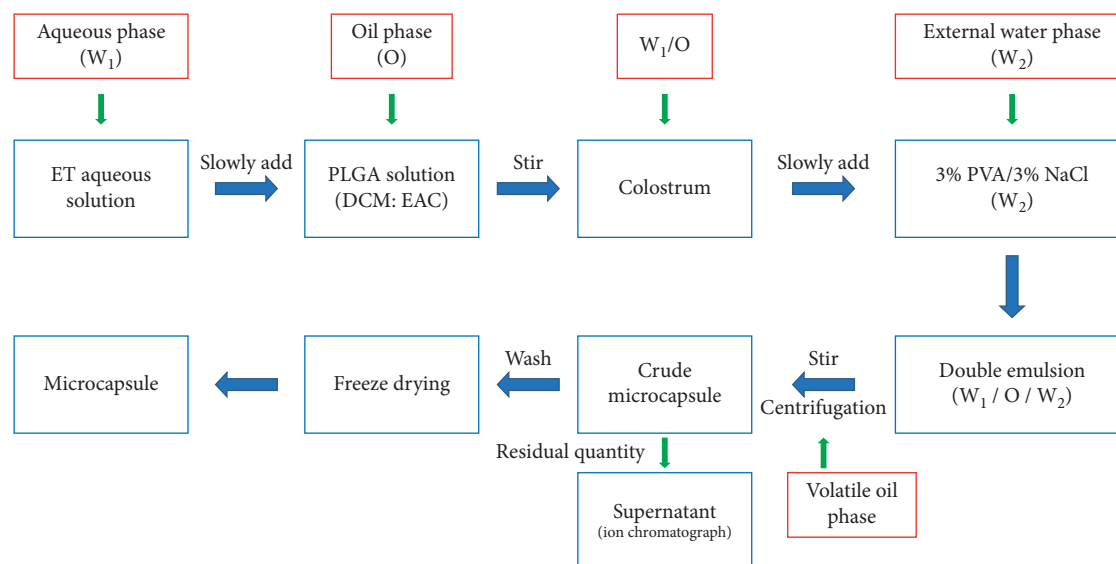 Aqueous phase
(W₁)
Oil phase
(O)
W₁/O
External water phase
(W₂)
ET aqueous
solution
Slowly add
PLGA solution
(DCM: EAC)
Stir
Colostrum
Slowly add
3% PVA/3% NaCl
(W₂)
Microcapsule
Freeze drying
Wash
Crude
microcapsule
Stir
Centrifugation
Double emulsion
(W₁ / O / W₂)
Residual quantity
Supernatant
(ion chromatograph)
Volatile oil
phase